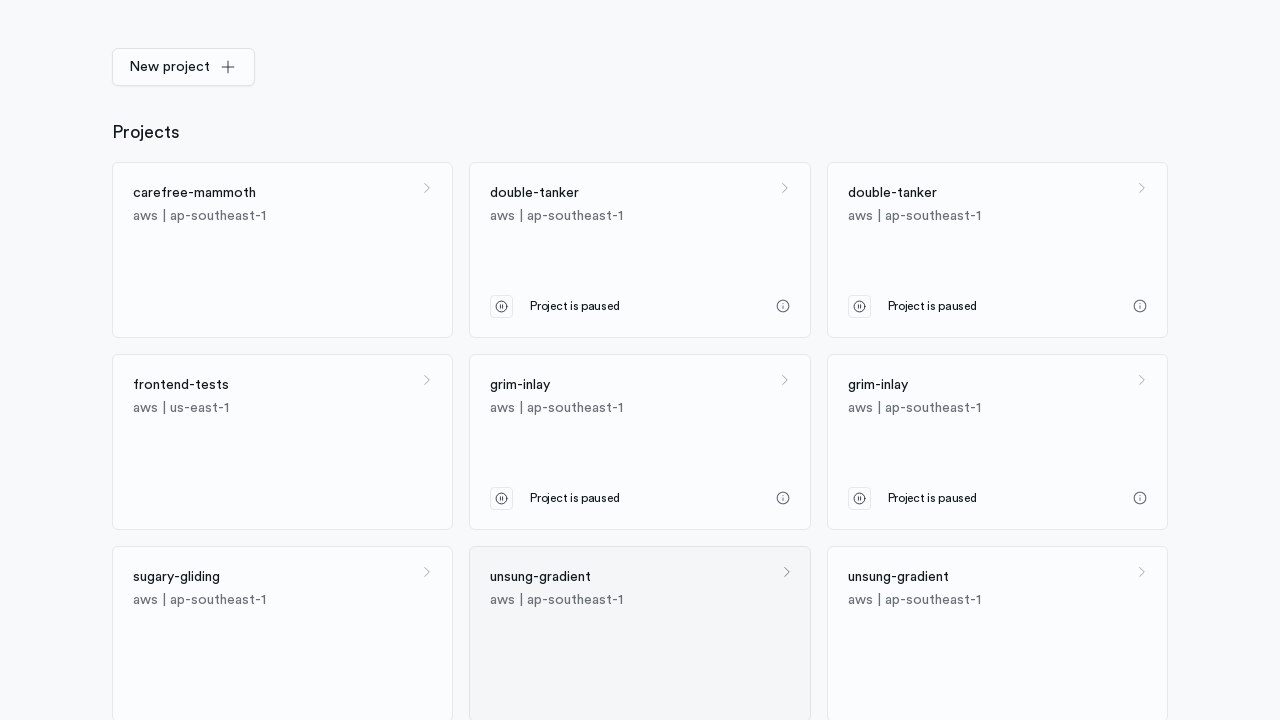 New project
Projects
carefree-mammoth
aws | ap-southeast-1
double-tanker
aws | ap-southeast-1
Project is paused
double-tanker
aws | ap-southeast-1
Project is paused
frontend-tests
aws | us-east-1
grim-inlay
aws | ap-southeast-1
Project is paused
grim-inlay
aws | ap-southeast-1
Project is paused
sugary-gliding
aws | ap-southeast-1
unsung-gradient
aws | ap-southeast-1
unsung-gradient
aws | ap-southeast-1